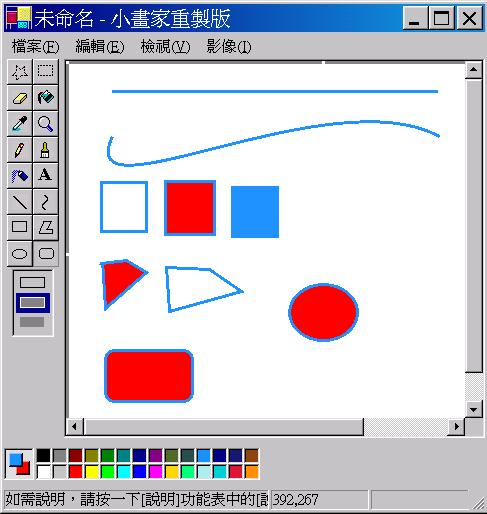 未命名 - 小畫家重製版
檔案(F) 編輯(E) 檢視(V) 影像(I)
A
如需說明，請按一下[說明]功能表中的[
392,267